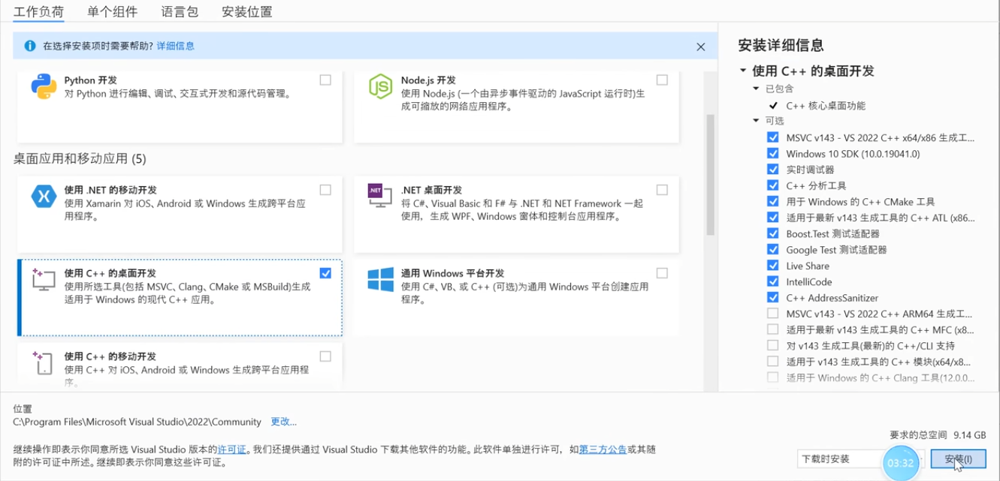 工作负荷 单个组件 语言包 安装位置
在选择安装项时需要帮助? 详细信息
Python 开发
对 Python 进行编辑、调试、交互式开发和源代码管理。
Node.js 开发
使用 Node.js (一个由异步事件驱动的 JavaScript 运行时)生
成可缩放的网络应用程序。
桌面应用和移动应用 (5)
使用 .NET 的移动开发
使用 Xamarin 对 iOS、Android 或 Windows 生成跨平台应
用程序。
.NET
.NET 桌面开发
将 C#、Visual Basic 和 F# 与 .NET 和 NET Framework 一起
使用，生成 WPF、Windows 窗体和控制台应用程序。
使用 C++ 的桌面开发
使用所选工具(包括 MSVC、Clang、CMake 或 MSBuild)生成
适用于 Windows 的现代 C++ 应用。
通用 Windows 平台开发
使用 C#、VB、或 C++ (可选)为通用 Windows 平台创建应用
程序。
使用 C++ 的移动开发
使用 C++ 对 iOS、Android 或 Windows 生成跨平台应用程
序。
安装详细信息
使用 C++ 的桌面开发
已包含
C++ 核心桌面功能
可选
MSVC v143 - VS 2022 C++ x64/x86 生成工...
Windows 10 SDK (10.0.19041.0)
实时调试器
C++ 分析工具
用于 Windows 的 C++ CMake 工具
适用于最新 v143 生成工具的 C++ ATL (x86...
Boost.Test 测试适配器
Google Test 测试适配器
Live Share
IntelliCode
C++ AddressSanitizer
MSVC v143 - VS 2022 C++ ARM64 生成工...
适用于最新 v143 生成工具的 C++ MFC (x8...
对 v143 生成工具(最新)的 C++/CLI 支持
适用于 v143 生成工具的 C++ 模块(x64/x8...
适用于 Windows 的 C++ Clang 工具(12.0.0...
位置
C:\Program Files\Microsoft Visual Studio\2022\Community 更改...
继续操作即表示你同意所选 Visual Studio 版本的许可证。我们还提供通过 Visual Studio 下载其他软件的功能。此软件单独进行许可，如第三方公告或其随
附的许可证中所述。继续即表示你同意这些许可证。
要求的总空间 9.14 GB
下载时安装
03:32
安装(I)